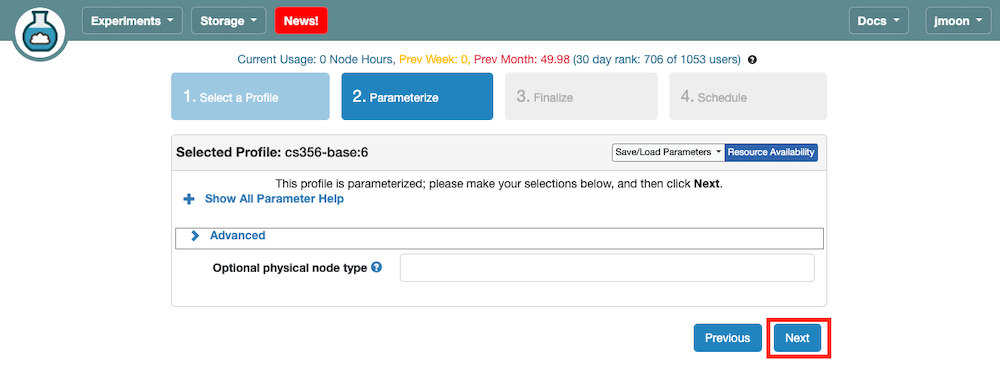 Experiments Storage News! Docs jmoon
Current Usage: 0 Node Hours, Prev Week: 0, Prev Month: 49.98 (30 day rank: 706 of 1053 users)
1. Select a Profile 2. Parameterize 3. Finalize 4. Schedule
Selected Profile: cs356-base:6 Save/Load Parameters Resource Availability
This profile is parameterized; please make your selections below, and then click Next.
Show All Parameter Help
Advanced
Optional physical node type
Previous Next